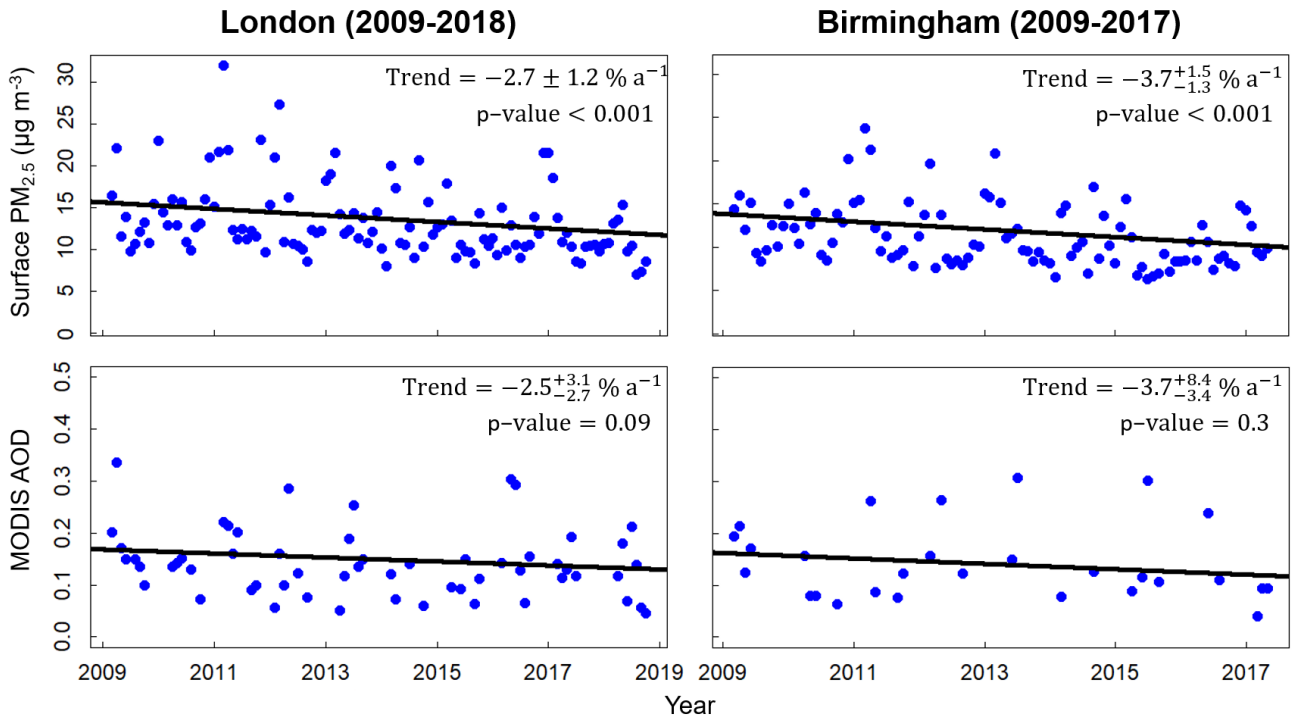 London (2009-2018)
Birmingham (2009-2017)
Surface PM2.5 (µg m-3)
30
25
20
15
10
5
0
Trend = −2.7 ± 1.2 % a−1
p−value < 0.001
Trend = −3.7+1.5−1.3 % a−1
p−value < 0.001
MODIS AOD
0.5
0.4
0.3
0.2
0.1
0.0
Trend = −2.5+3.1−2.7 % a−1
p−value = 0.09
Trend = −3.7+8.4−3.4 % a−1
p−value = 0.3
2009 2011 2013 2015 2017 2019
2009 2011 2013 2015 2017
Year